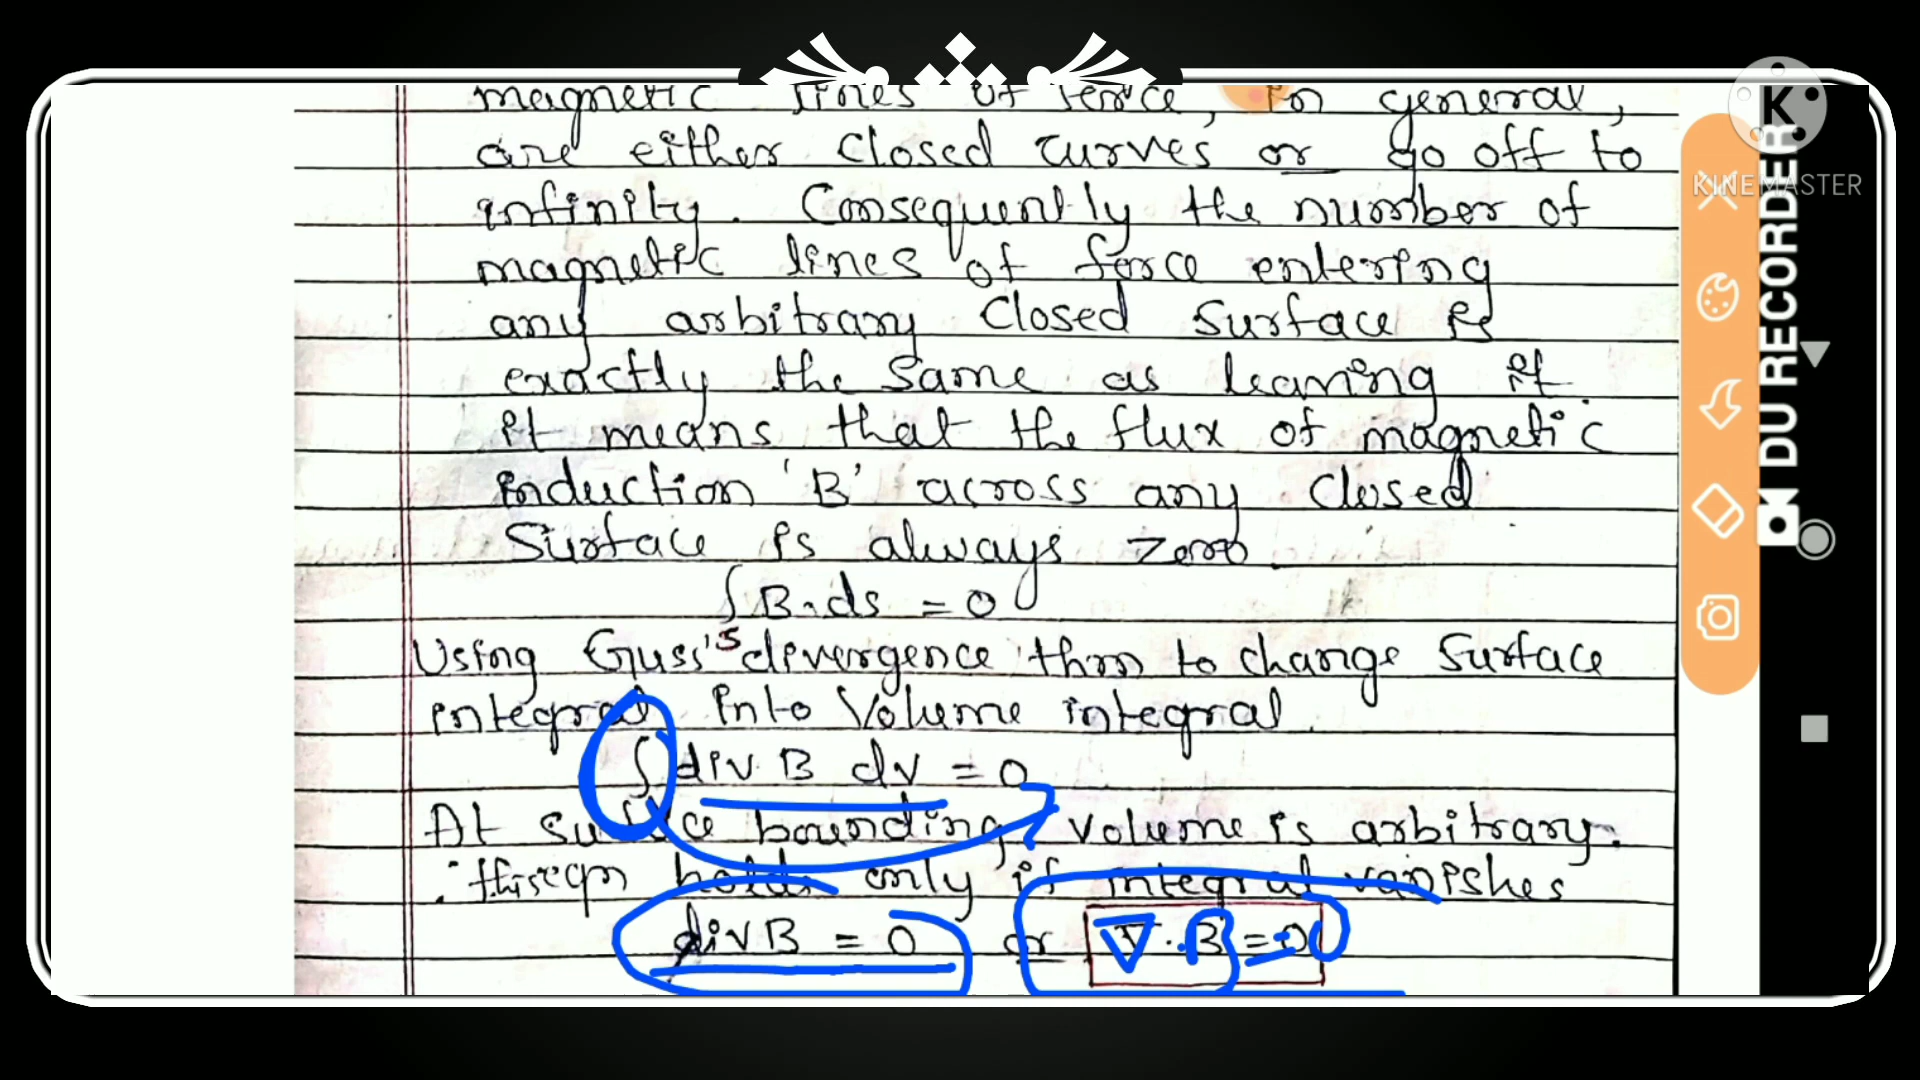 magnetic lines of force, in general,
are either closed curves or go off to
infinity. Consequently the number of
magnetic lines of force entering
any arbitrary closed surface is
exactly the same as leaving it.
it means that the flux of magnetic
induction 'B' across any closed
Surface is always zero
∫B.ds = 0
Using Guss's divergence thm to change surface
integral into Volume integral.
∫div B dv = 0
At surface bounding volume is arbitrary.
∴ this eqn holds only if integral vanishes
div B = 0 or ∇.B = 0
K
KINEMASTER
DU RECORDER